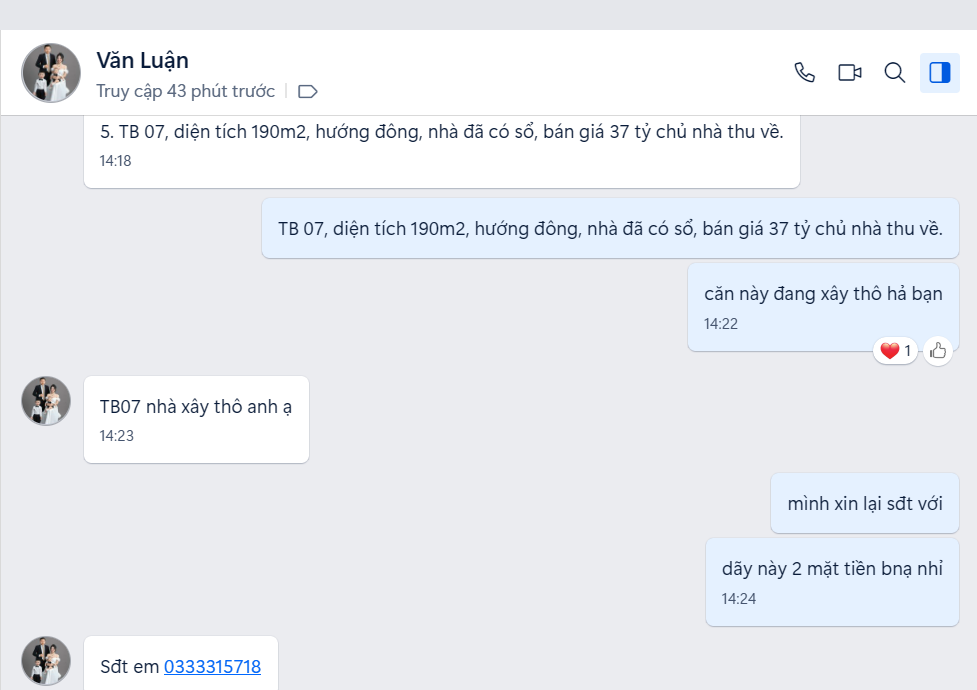 Văn Luận
Truy cập 43 phút trước
5. TB 07, diện tích 190m2, hướng đông, nhà đã có sổ, bán giá 37 tỷ chủ nhà thu về.
14:18
TB 07, diện tích 190m2, hướng đông, nhà đã có sổ, bán giá 37 tỷ chủ nhà thu về.
căn này đang xây thô hả bạn
14:22
1
TB07 nhà xây thô anh ạ
14:23
mình xin lại sđt với
dãy này 2 mặt tiền bnạ nhỉ
14:24
Sđt em 0333315718